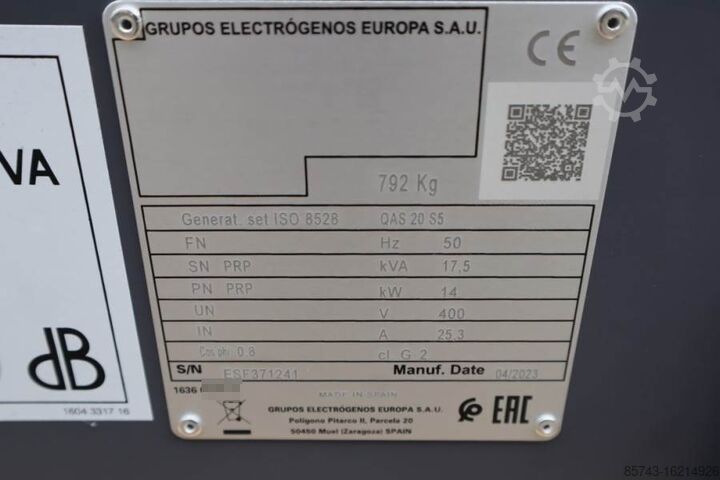 GRUPOS ELECTRÓGENOS EUROPA S.A.U.
CE
VA
792 Kg
Generat. set ISO 8528 QAS 20 S5
FN Hz 50
SN PRP kVA 17,5
PN PRP kW 14
UN V 400
IN A 25.3
Cos phi 0.8 cl G 2
S/N ESF371241 Manuf. Date 04/2023
1636
MADE IN SPAIN
dB
GRUPOS ELECTRÓGENOS EUROPA S.A.U.
Polígono Pitarco II, Parcela 20
50450 Muel (Zaragoza) SPAIN
EAC
1604 3317 16
85743-16214926